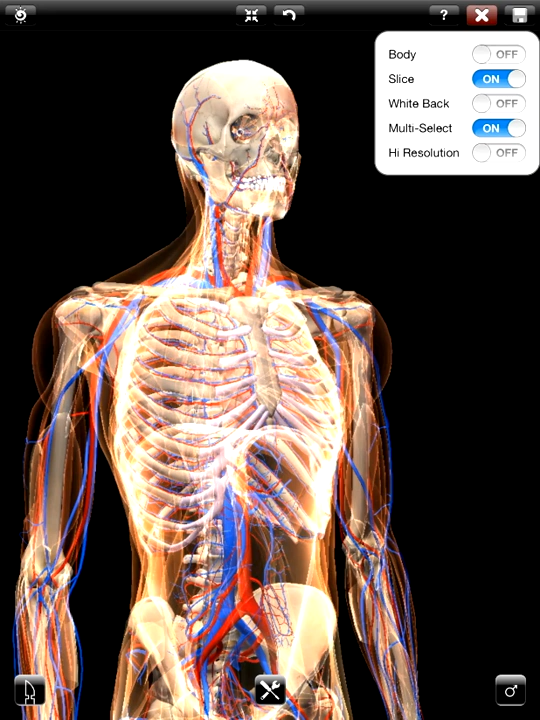 ?
Body OFF
Slice ON
White Back OFF
Multi-Select ON
Hi Resolution OFF